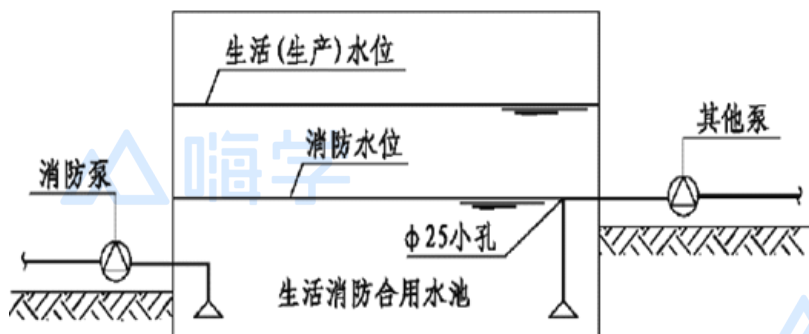 生活(生产)水位
其他泵
消防水位
消防泵
嗨学
φ25小孔
生活消防合用水池